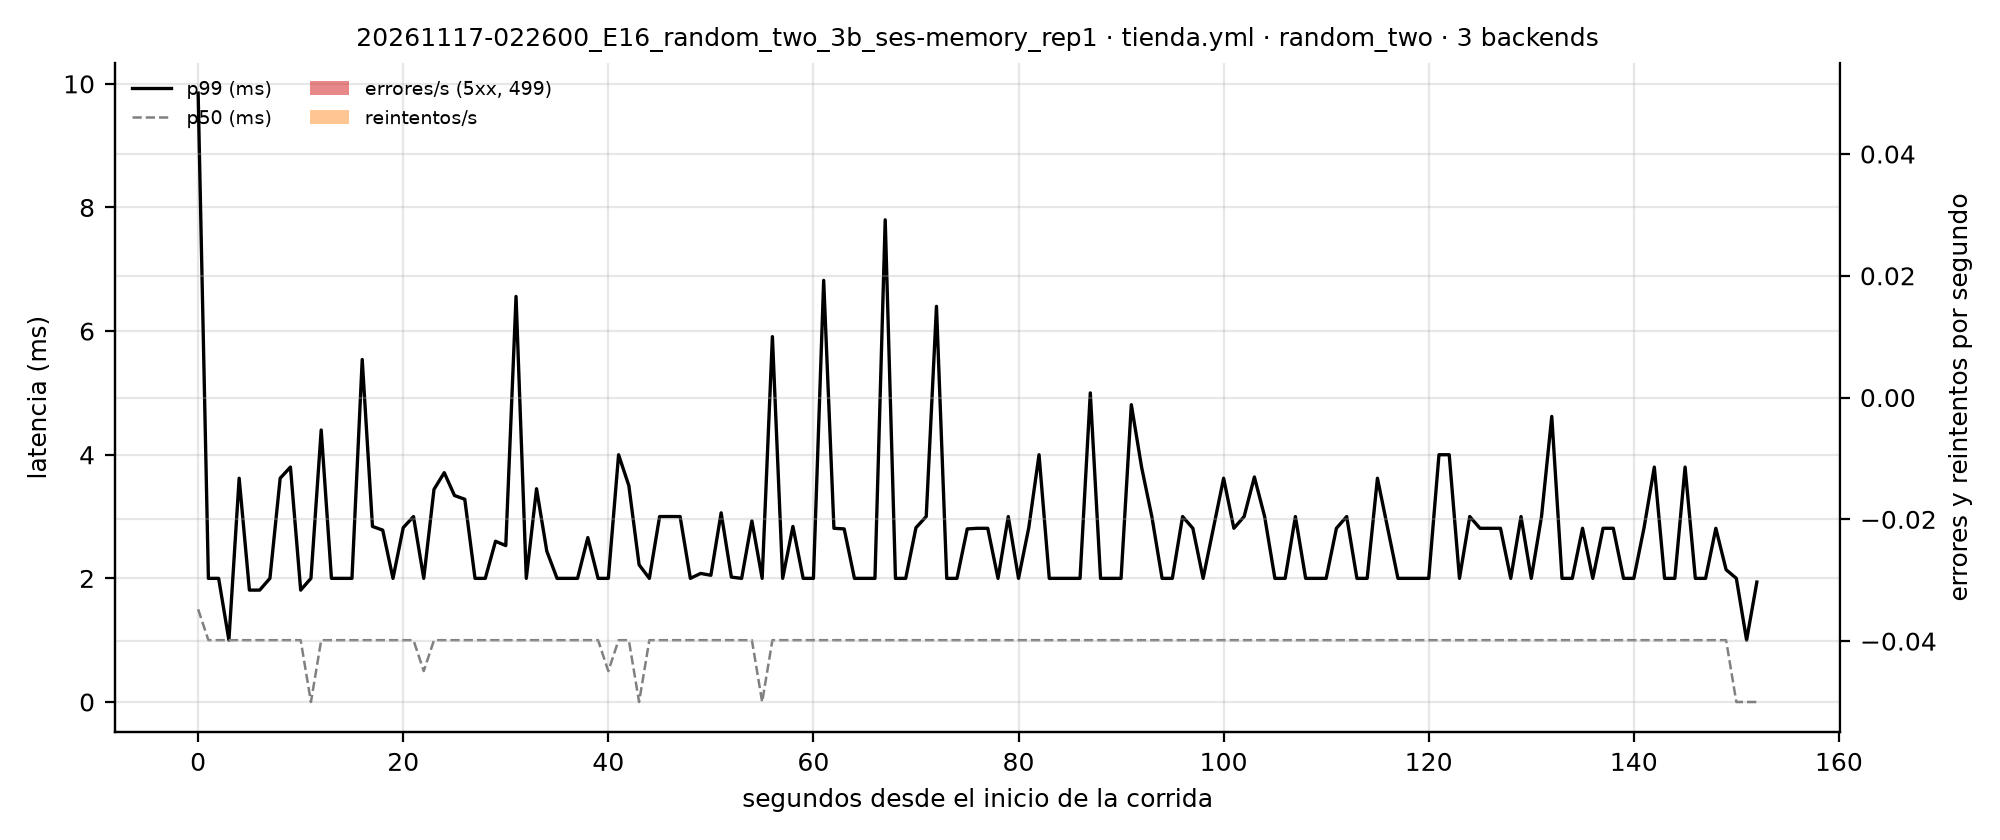 20261117-022600_E16_random_two_3b_ses-memory_rep1 · tienda.yml · random_two · 3 backends
p99 (ms)
p50 (ms)
errores/s (5xx, 499)
reintentos/s
latencia (ms)
10
8
6
4
2
0
0.04
0.02
0.00
−0.02
−0.04
errores y reintentos por segundo
0 20 40 60 80 100 120 140 160
segundos desde el inicio de la corrida